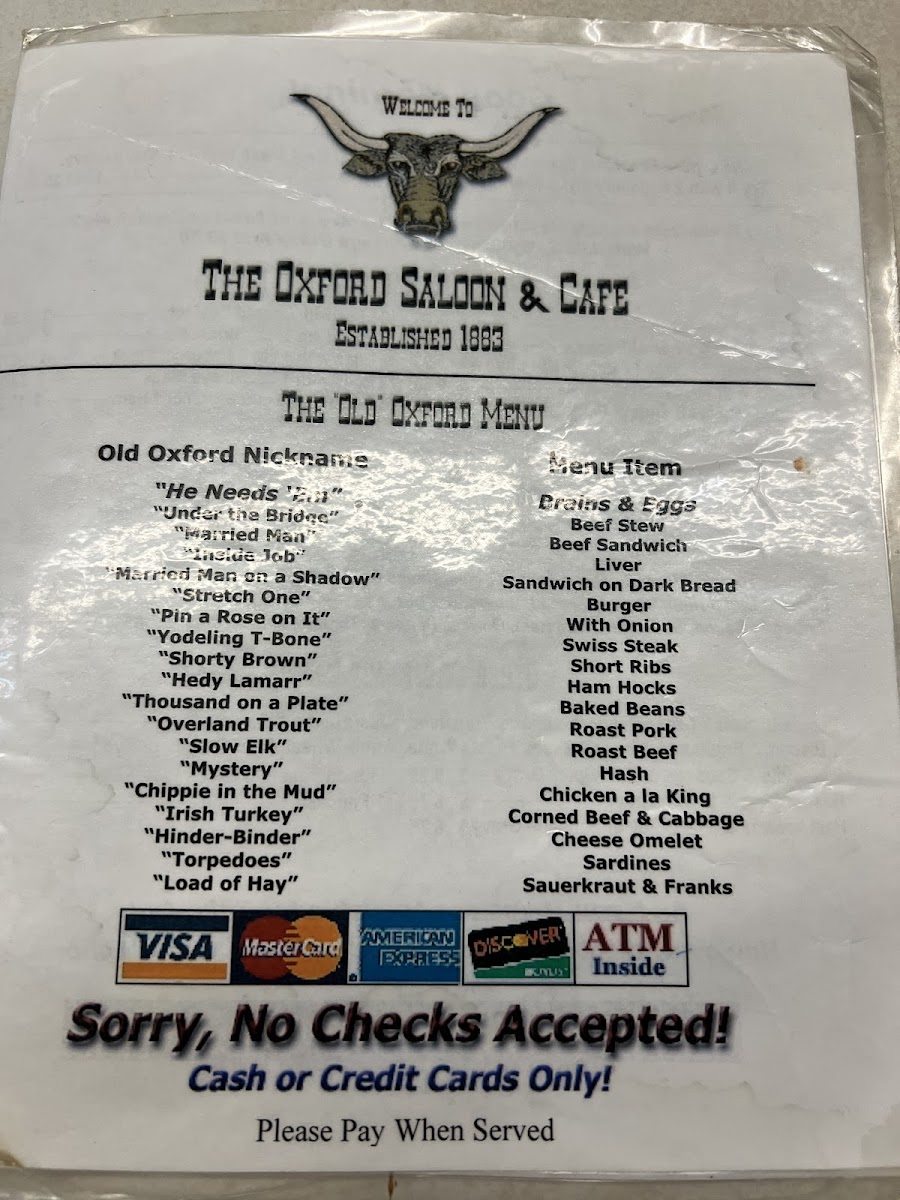 Welcome To
The Oxford Saloon & Cafe
Established 1883
The "Old" Oxford Menu
Old Oxford Nickname Menu Item
"He Needs 'Em" Brains & Eggs
"Under the Bridge" Beef Stew
"Married Man" Beef Sandwich
"Inside Job" Liver
"Married Man on a Shadow" Sandwich on Dark Bread
"Stretch One" Burger
"Pin a Rose on It" With Onion
"Yodeling T-Bone" Swiss Steak
"Shorty Brown" Short Ribs
"Hedy Lamarr" Ham Hocks
"Thousand on a Plate" Baked Beans
"Overland Trout" Roast Pork
"Slow Elk" Roast Beef
"Mystery" Hash
"Chippie in the Mud" Chicken a la King
"Irish Turkey" Corned Beef & Cabbage
"Hinder-Binder" Cheese Omelet
"Torpedoes" Sardines
"Load of Hay" Sauerkraut & Franks
VISA MasterCard AMERICAN EXPRESS DISCOVER NOVUS ATM Inside
Sorry, No Checks Accepted!
Cash or Credit Cards Only!
Please Pay When Served